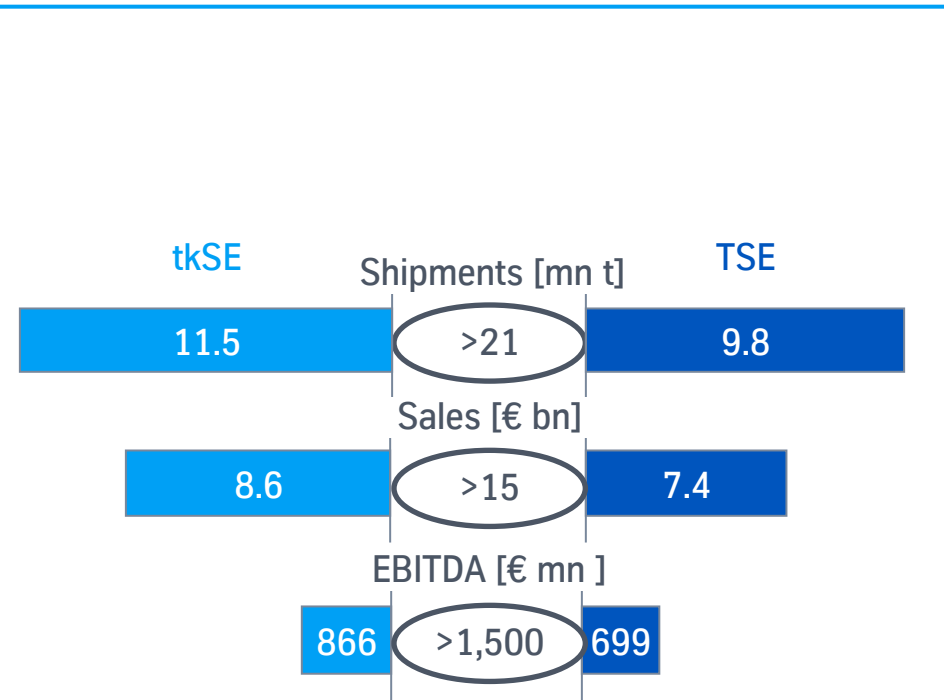 tkSE
TSE
Shipments [mn t]
11.5
>21
9.8
Sales [€ bn]
8.6
>15
7.4
EBITDA [€ mn ]
866
>1,500
699